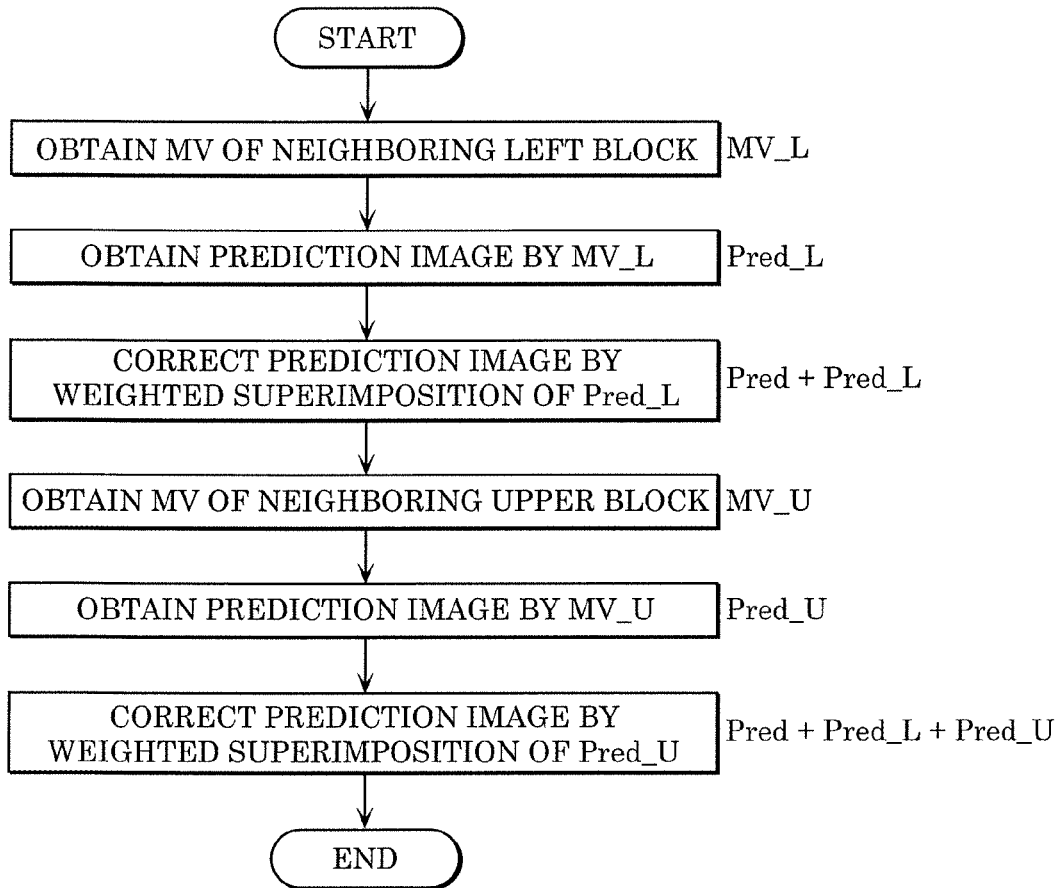 START
OBTAIN MV OF NEIGHBORING LEFT BLOCK MV_L
OBTAIN PREDICTION IMAGE BY MV_L Pred_L
CORRECT PREDICTION IMAGE BY
WEIGHTED SUPERIMPOSITION OF Pred_L
Pred + Pred_L
OBTAIN MV OF NEIGHBORING UPPER BLOCK MV_U
OBTAIN PREDICTION IMAGE BY MV_U Pred_U
CORRECT PREDICTION IMAGE BY
WEIGHTED SUPERIMPOSITION OF Pred_U
Pred + Pred_L + Pred_U
END